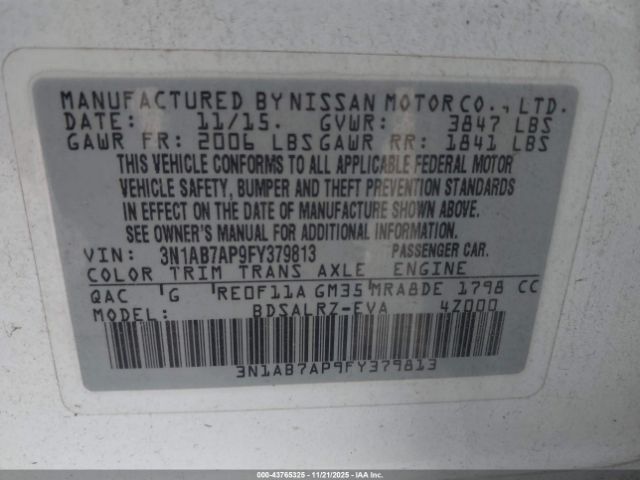 MANUFACTURED BY NISSAN MOTOR CO., LTD.
DATE: 11/15. GVWR: 3847 LBS
GAWR FR: 2006 LBS GAWR RR: 1841 LBS
THIS VEHICLE CONFORMS TO ALL APPLICABLE FEDERAL MOTOR
VEHICLE SAFETY, BUMPER AND THEFT PREVENTION STANDARDS
IN EFFECT ON THE DATE OF MANUFACTURE SHOWN ABOVE.
SEE OWNER'S MANUAL FOR ADDITIONAL INFORMATION.
VIN: 3N1AB7AP9FY379813 PASSENGER CAR.
COLOR TRIM TRANS AXLE ENGINE
QAC G RE0F11A GM35 MRA8DE 1798 CC
MODEL: BDSALRZ-EVA 4Z000
3N1AB7AP9FY379813
000-43765325 - 11/21/2025 - IAAI.COM